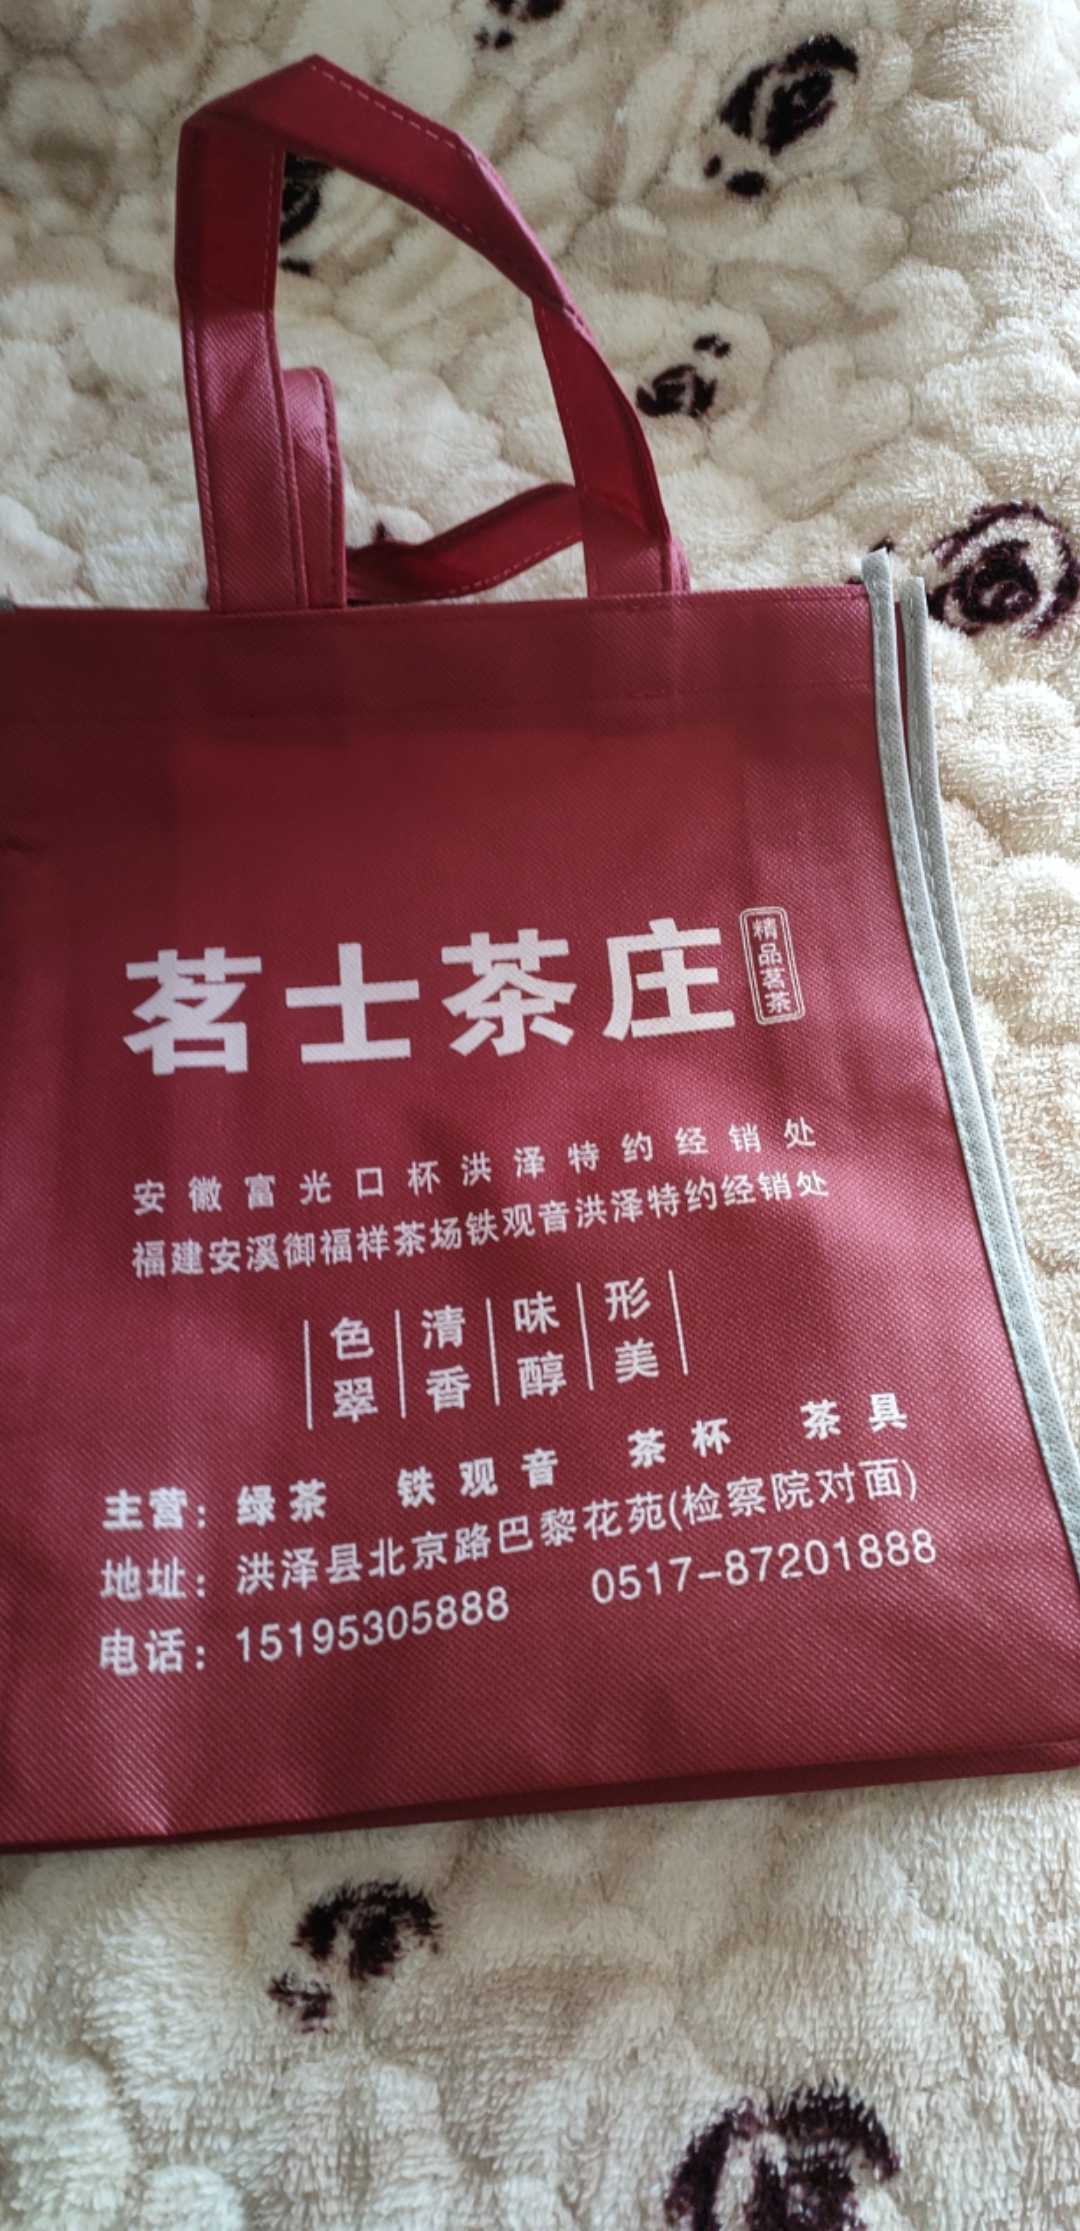 茗士茶庄
精品茗茶
安徽富光口杯洪泽特约经销处
福建安溪御福祥茶场铁观音洪泽特约经销处
色翠 清香 味醇 形美
主营：绿茶 铁观音 茶杯 茶具
地址：洪泽县北京路巴黎花苑(检察院对面)
电话：15195305888 0517-87201888